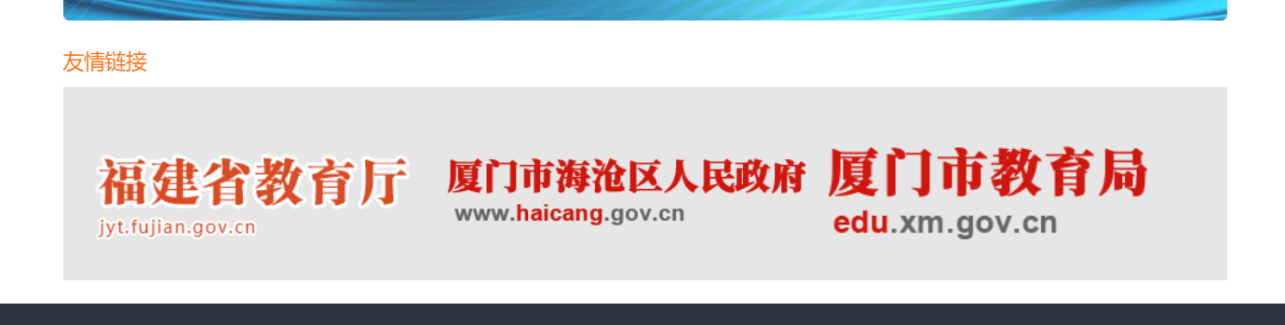 友情链接
福建省教育厅
jyt.fujian.gov.cn
厦门市海沧区人民政府
www.haicang.gov.cn
厦门市教育局
edu.xm.gov.cn